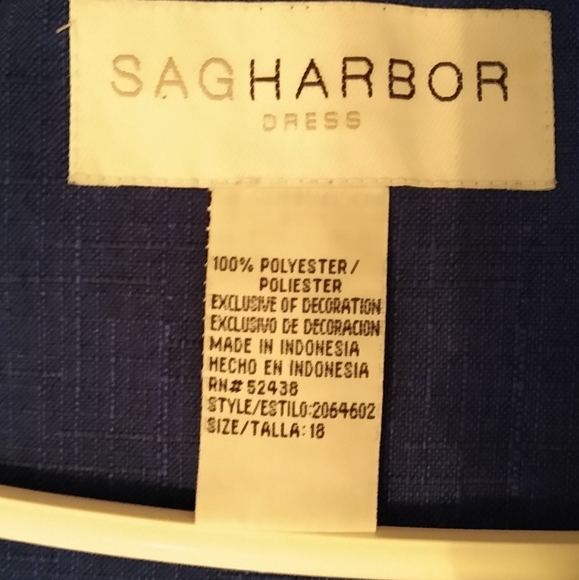 SAGHARBOR
DRESS
100% POLYESTER/
POLIESTER
EXCLUSIVE OF DECORATION
EXCLUSIVO DE DECORACION
MADE IN INDONESIA
HECHO EN INDONESIA
RN# 52438
STYLE/ESTILO:2064602
SIZE/TALLA: 18